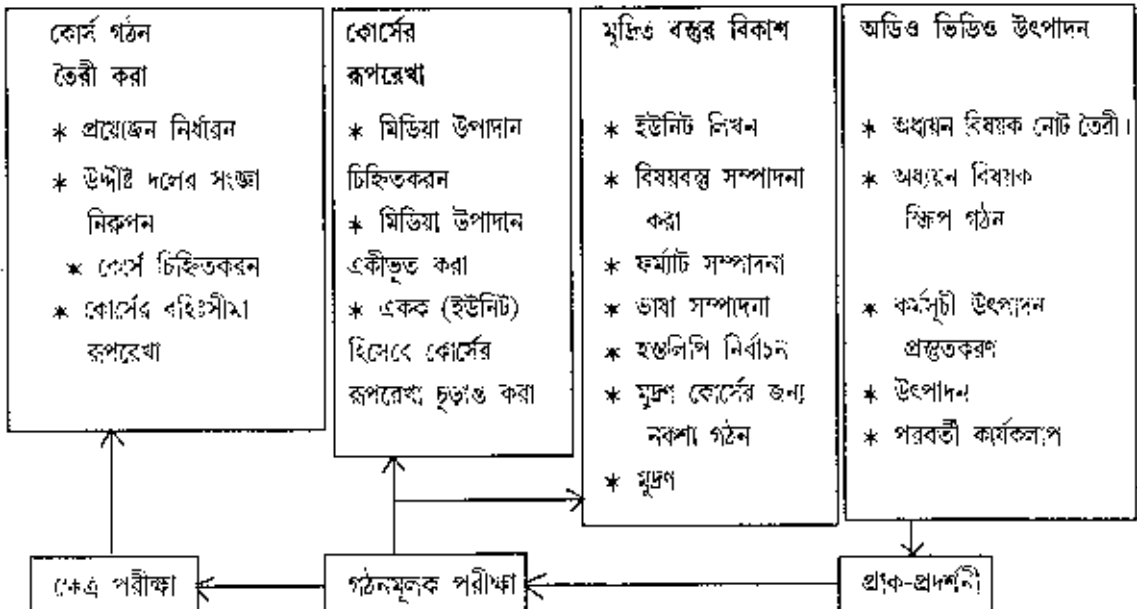 কোর্স গঠন
তৈরী করা
* প্রয়োজন নির্ধারন
* উদ্দীষ্ট দলের সংজ্ঞা
নিরুপন
* কোর্স চিহ্নিতকরন
* কোর্সের বহিঃসীমা
রূপরেখা
কোর্সের
রূপরেখা
* মিডিয়া উপাদান
চিহ্নিতকরন
* মিডিয়া উপাদান
একীভূত করা
* একক (ইউনিট)
হিসেবে কোর্সের
রূপরেখা চূড়ান্ত করা
মুদ্রিত বস্তুর বিকাশ
* ইউনিট লিখন
* বিষয়বস্তু সম্পাদনা
করা
* ফর্ম্যাট সম্পাদনা
* ভাষা সম্পাদনা
* হস্তলিপি নির্বাচন
* মুদ্রণ কোর্সের জন্য
নকশা গঠন
* মুদ্রণ
অডিও ভিডিও উৎপাদন
* অধ্যয়ন বিষয়ক নোট তৈরী।
* অধ্যয়ন বিষয়ক
স্ক্রিপ গঠন
* কর্মসূচী উৎপাদন
প্রস্তুতকরণ
* উৎপাদন
* পরবর্তী কার্যকলাপ
ক্ষেত্র পরীক্ষা
গঠনমূলক পরীক্ষা
প্রাক-প্রদর্শনী